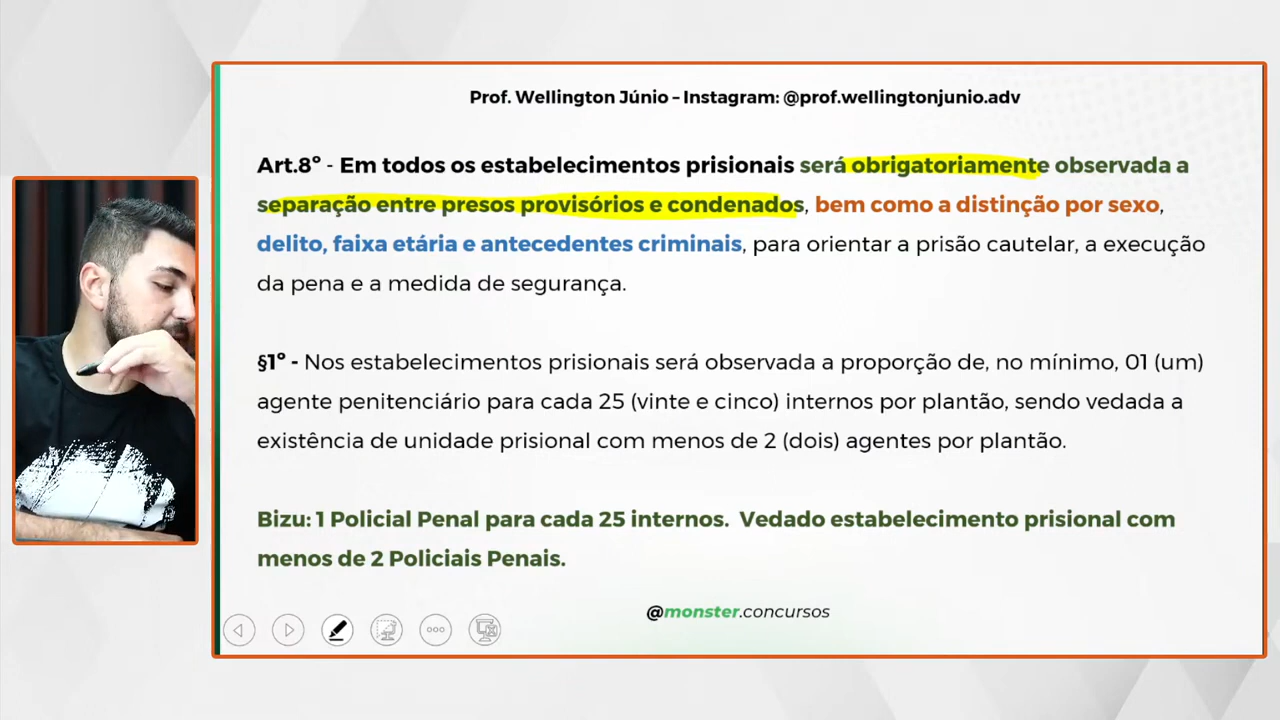 Prof. Wellington Júnio – Instagram: @prof.wellingtonjunio.adv
Art.8º - Em todos os estabelecimentos prisionais será obrigatoriamente observada a
separação entre presos provisórios e condenados, bem como a distinção por sexo,
delito, faixa etária e antecedentes criminais, para orientar a prisão cautelar, a execução
da pena e a medida de segurança.
§1º - Nos estabelecimentos prisionais será observada a proporção de, no mínimo, 01 (um)
agente penitenciário para cada 25 (vinte e cinco) internos por plantão, sendo vedada a
existência de unidade prisional com menos de 2 (dois) agentes por plantão.
Bizu: 1 Policial Penal para cada 25 internos. Vedado estabelecimento prisional com
menos de 2 Policiais Penais.
@monster.concursos